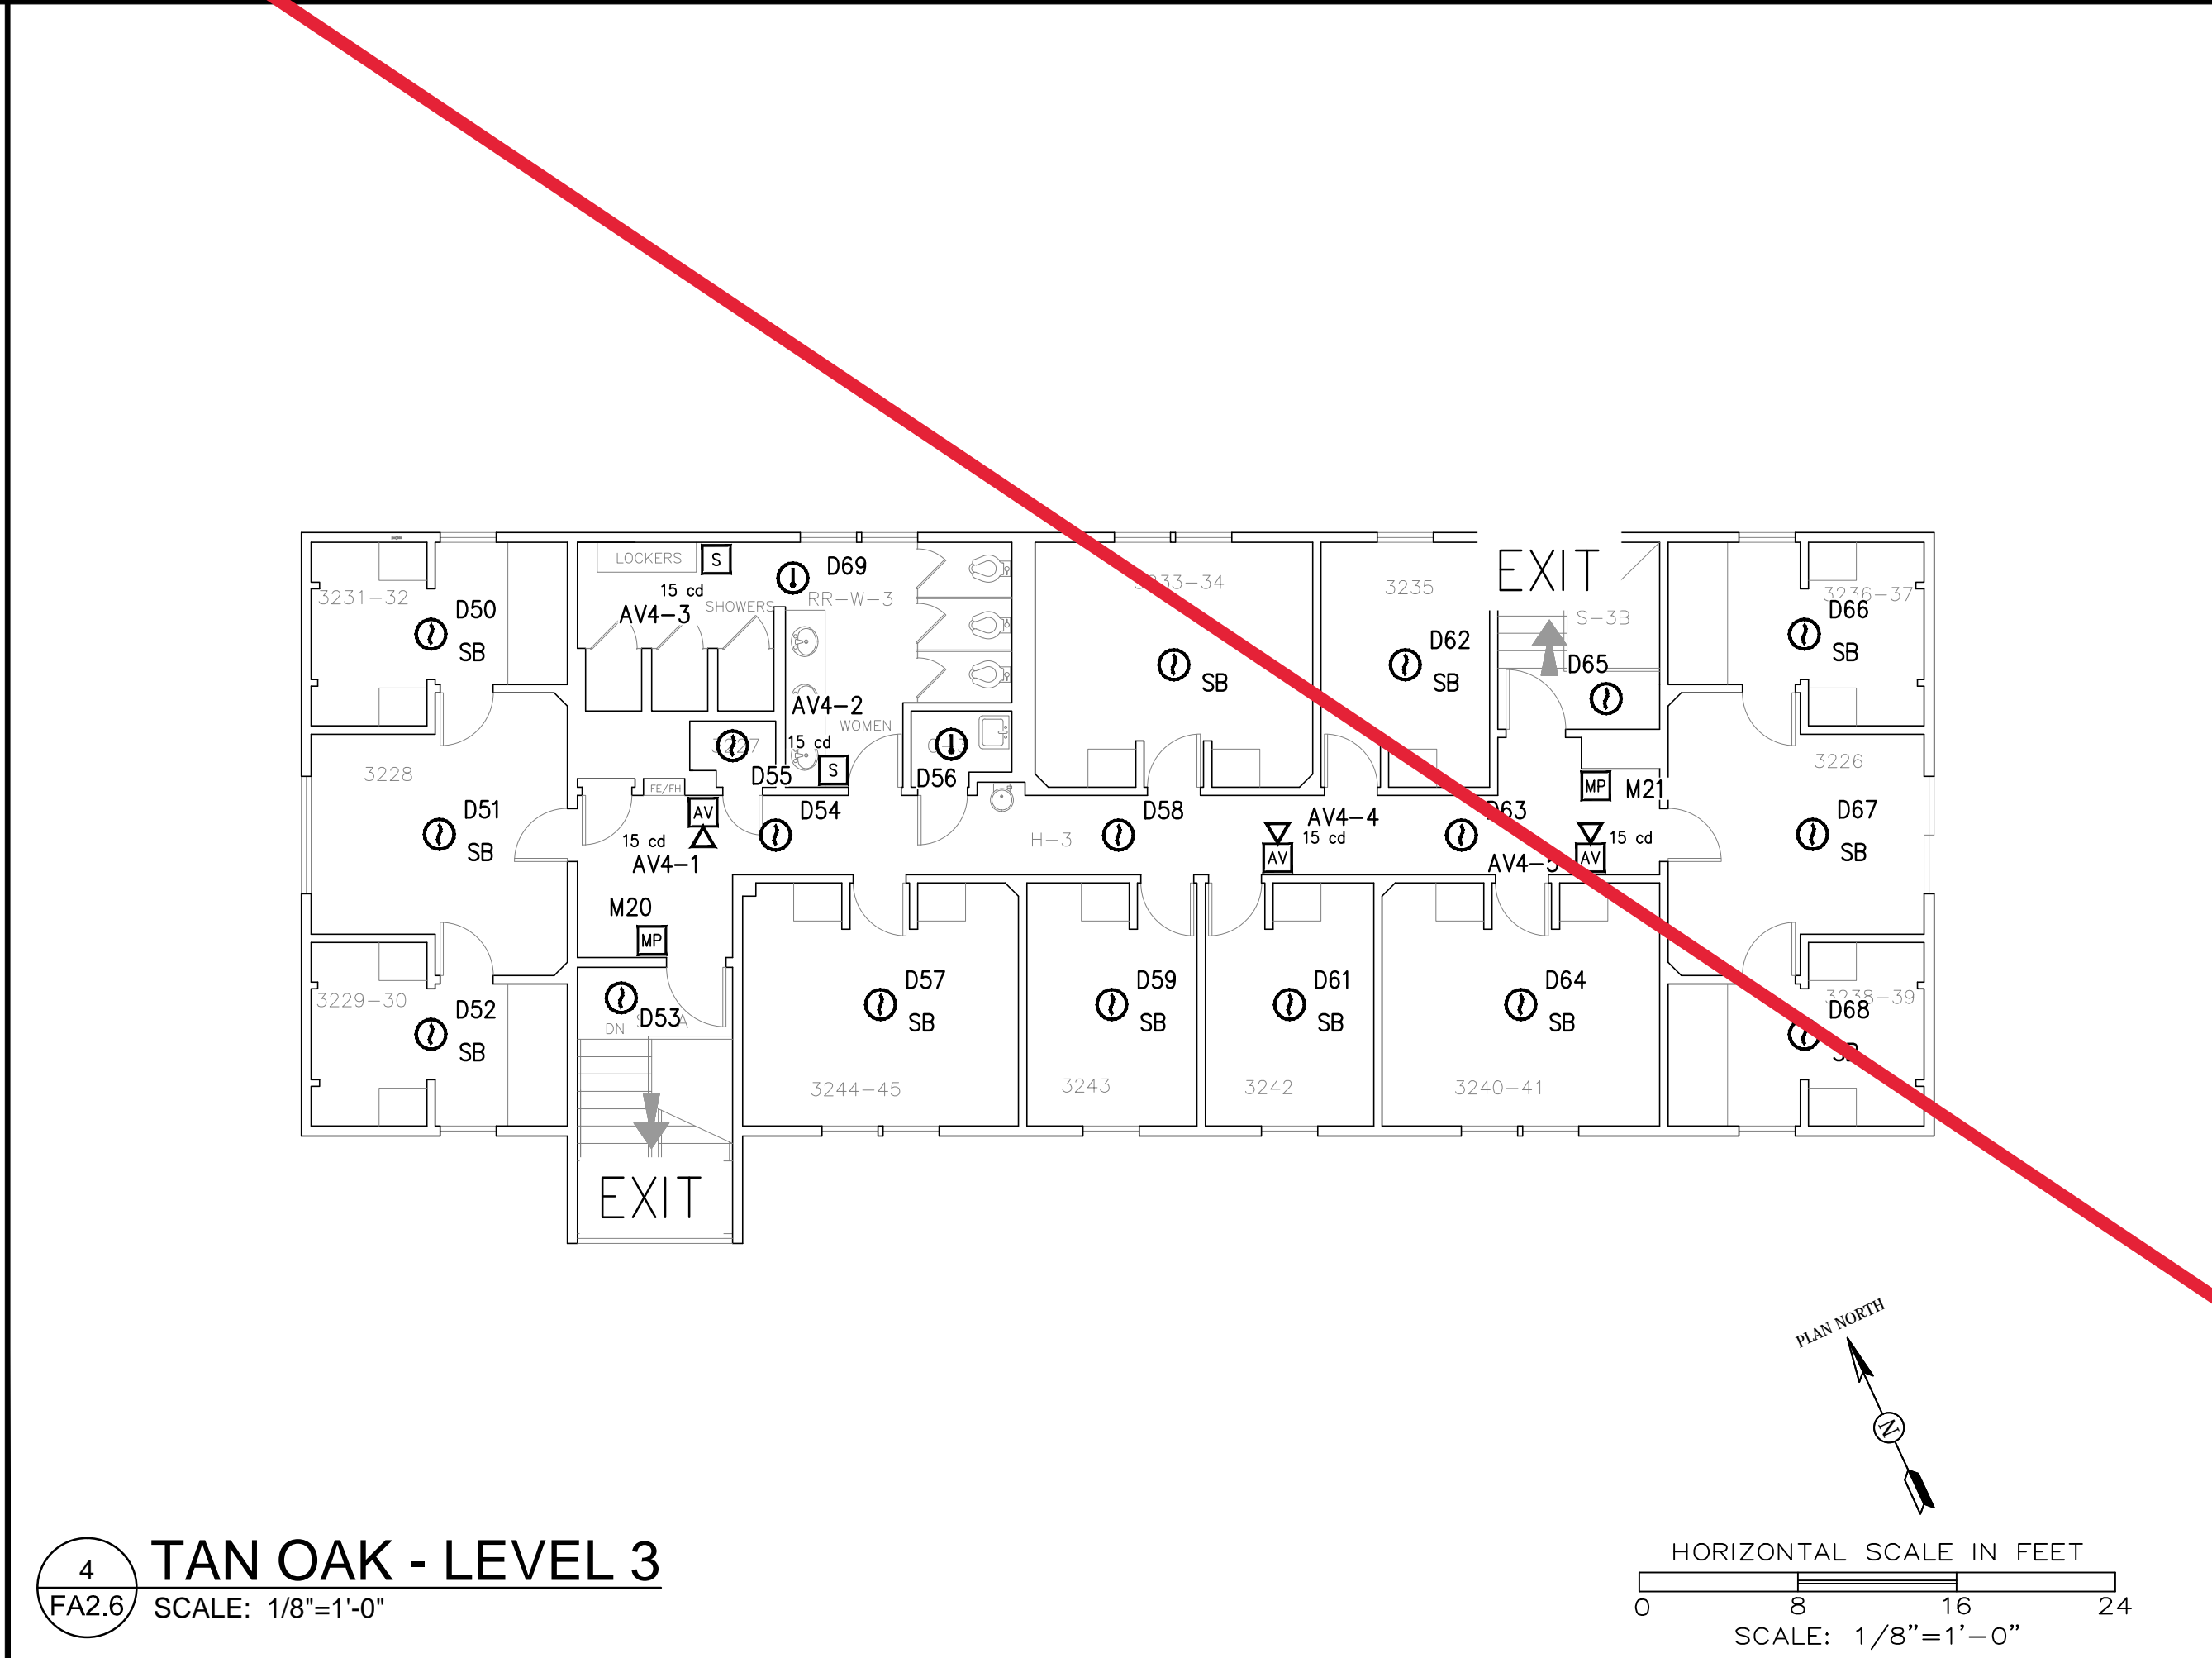 EXIT
LOCKERS
S
D69
3233-34
3235
3231-32
15 cd
SHOWERS
RR-W-3
3236-37
D50
AV4-3
S-3B
D66
SB
D62
SB
D65
SB
SB
AV4-2
WOMEN
15 cd
S
3228
D55
D56
3226
FE/FH
MP
M21
D51
AV
D54
D58
AV4-4
D63
D67
SB
15 cd
H-3
15 cd
15 cd
SB
AV4-1
AV
AV4-5
AV
M20
MP
D57
D59
D61
D64
3229-30
3238-39
D52
DN
D53
SB
SB
SB
SB
D68
SB
SB
3244-45
3243
3242
3240-41
EXIT
PLAN NORTH
N
4
FA2.6
TAN OAK - LEVEL 3
SCALE: 1/8"=1'-0"
HORIZONTAL SCALE IN FEET
0 8 16 24
SCALE: 1/8"=1'-0"